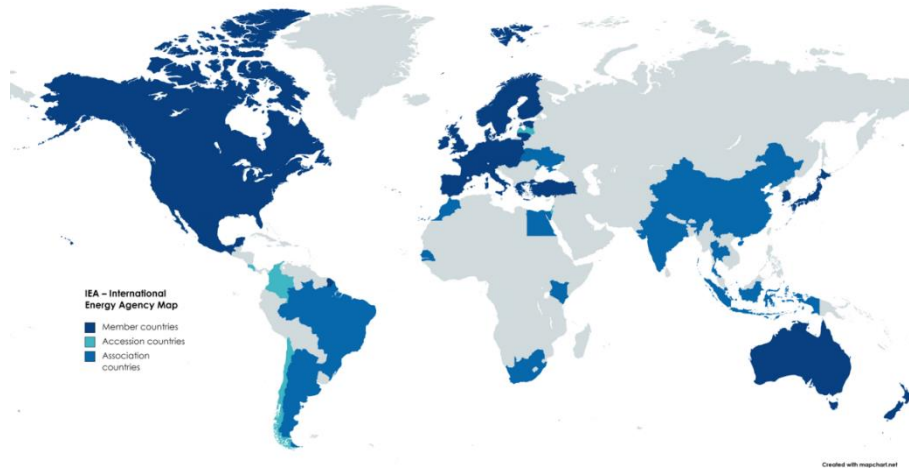 IEA – International
Energy Agency Map
Member countries
Accession countries
Association
countries
Created with mapchart.net